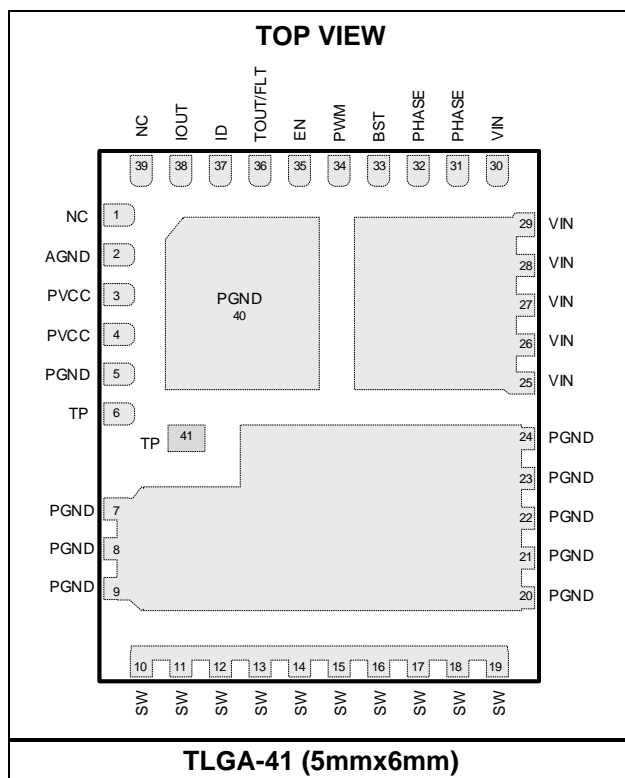 TOP VIEW
NC IOUT ID TOUT/FLT EN PWM BST PHASE PHASE VIN
39 38 37 36 35 34 33 32 31 30
NC 1
AGND 2
PVCC 3
PVCC 4
PGND 5
TP 6
PGND
40
29 VIN
28 VIN
27 VIN
26 VIN
25 VIN
TP 41
24 PGND
23 PGND
22 PGND
21 PGND
20 PGND
PGND 7
PGND 8
PGND 9
10 11 12 13 14 15 16 17 18 19
SW SW SW SW SW SW SW SW SW SW
TLGA-41 (5mmx6mm)